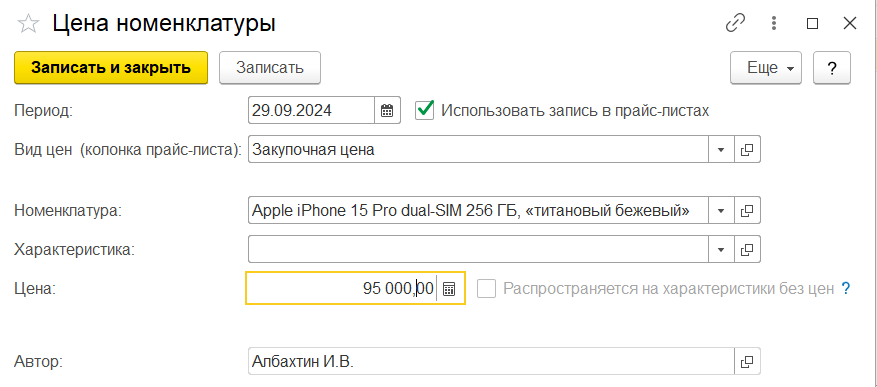 Цена номенклатуры
Записать и закрыть Записать Еще ?
Период: 29.09.2024 Использовать запись в прайс-листах
Вид цен (колонка прайс-листа): Закупочная цена
Номенклатура: Apple iPhone 15 Pro dual-SIM 256 ГБ, «титановый бежевый»
Характеристика:
Цена: 95 000,00 Распространяется на характеристики без цен ?
Автор: Албахтин И.В.